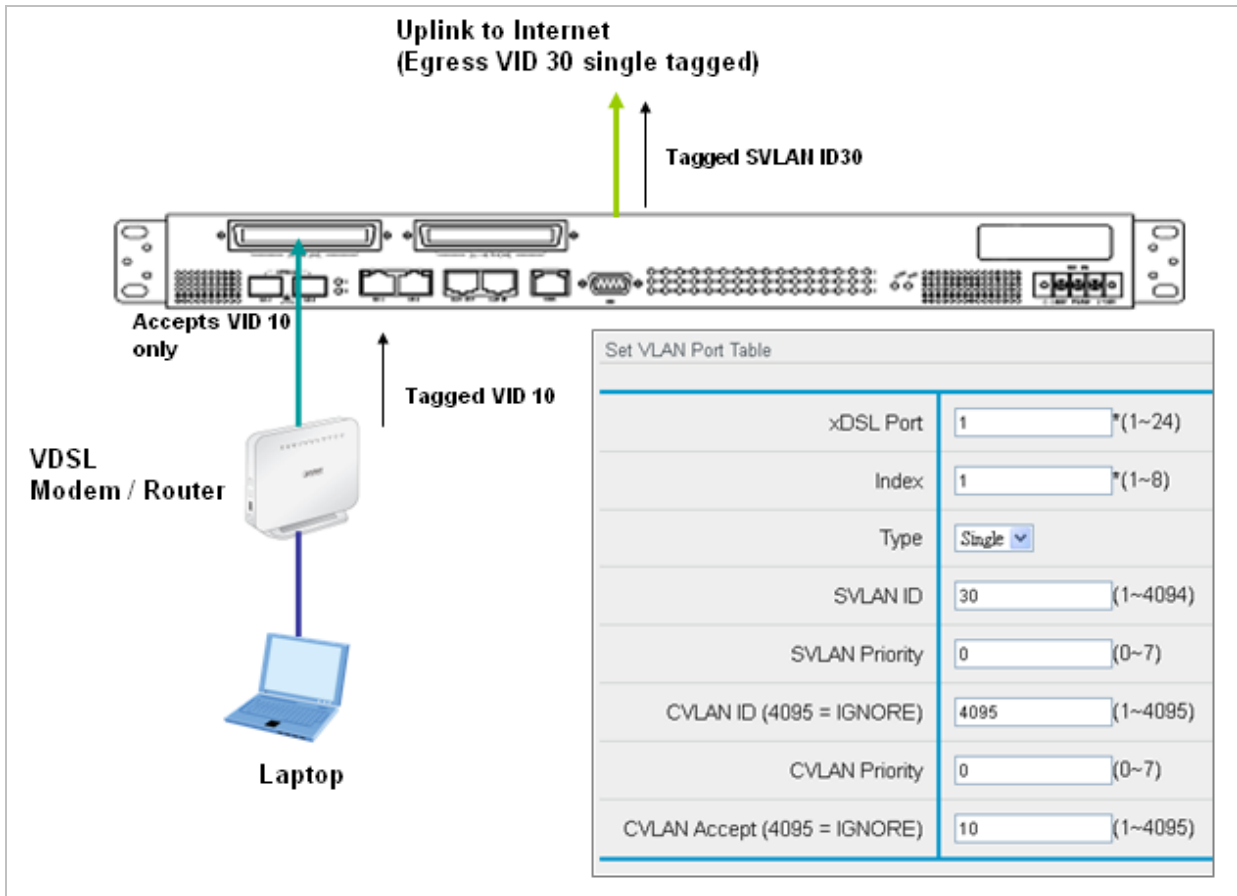 Uplink to Internet
(Egress VID 30 single tagged)
Tagged SVLAN ID30
Accepts VID 10
only
Tagged VID 10
VDSL
Modem / Router
Laptop
Set VLAN Port Table
xDSL Port 1 *(1~24)
Index 1 *(1~8)
Type Single
SVLAN ID 30 (1~4094)
SVLAN Priority 0 (0~7)
CVLAN ID (4095 = IGNORE) 4095 (1~4095)
CVLAN Priority 0 (0~7)
CVLAN Accept (4095 = IGNORE) 10 (1~4095)